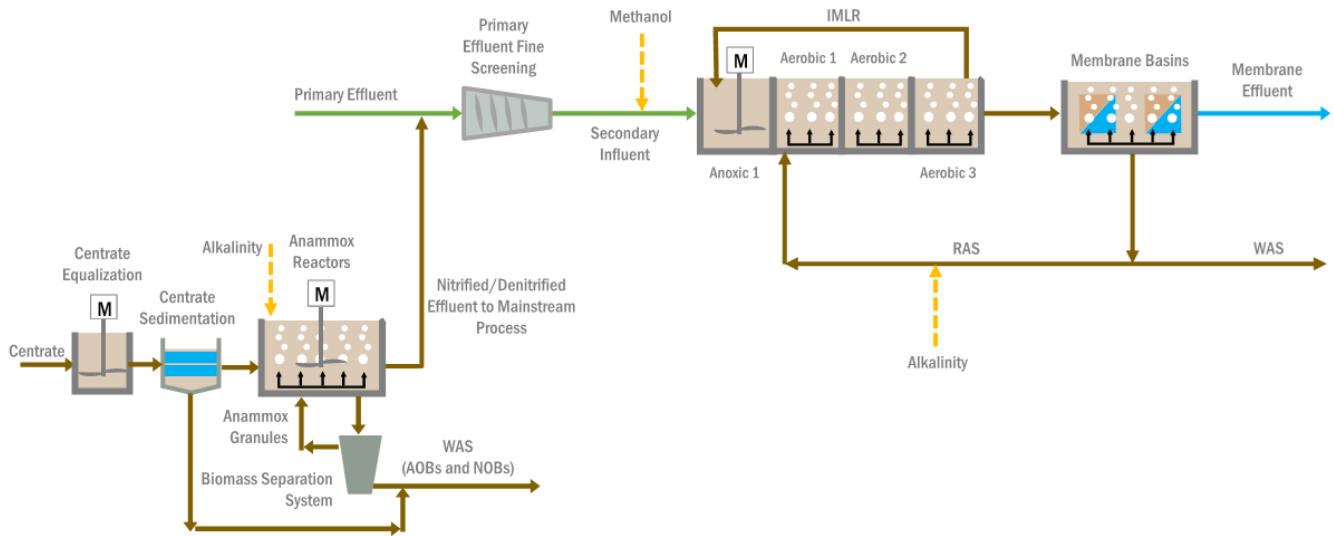 Methanol
IMLR
Primary
Effluent Fine
Screening
M
Aerobic 1
Aerobic 2
Membrane Basins
Membrane
Effluent
Primary Effluent
Secondary
Influent
Anoxic 1
Aerobic 3
RAS
WAS
Alkalinity
Centrate
Equalization
M
Centrate
Sedimentation
Alkalinity
Anammox
Reactors
M
Nitrified/Denitrified
Effluent to Mainstream
Process
Centrate
Anammox
Granules
WAS
(AOBs and NOBs)
Biomass Separation
System